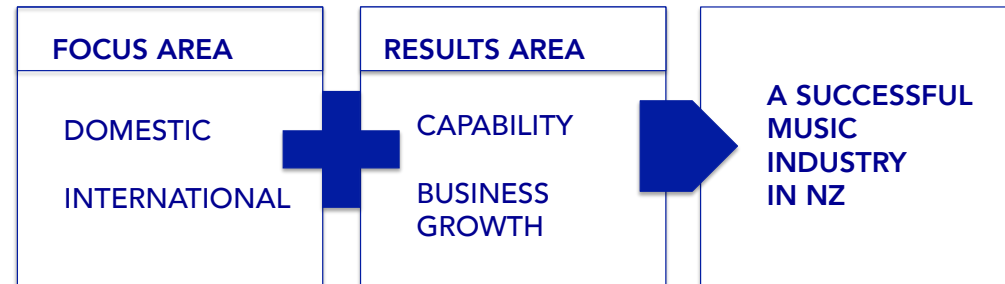 FOCUS AREA
DOMESTIC
INTERNATIONAL
RESULTS AREA
CAPABILITY
BUSINESS
GROWTH
A SUCCESSFUL
MUSIC
INDUSTRY
IN NZ